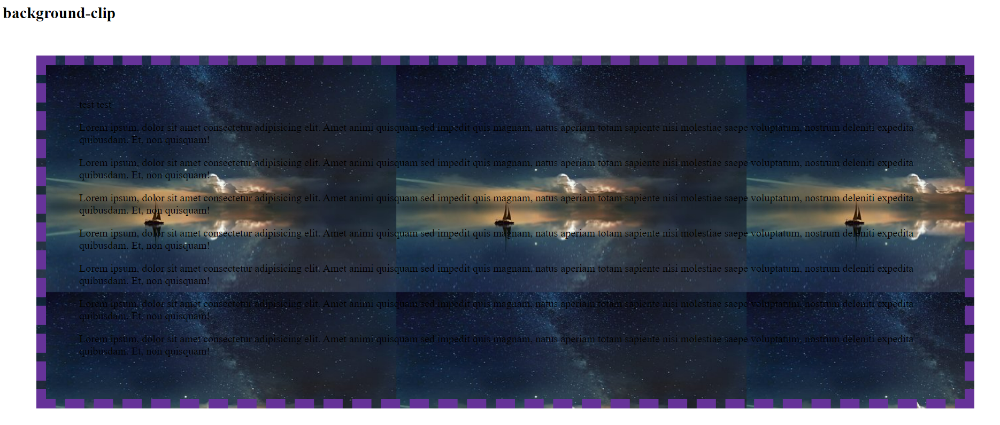 background-clip
test test
Lorem ipsum, dolor sit amet consectetur adipisicing elit. Amet animi quisquam sed impedit quis magnam, natus aperiam totam sapiente nisi molestiae saepe voluptatum, nostrum deleniti expedita
quibusdam. Et, non quisquam!
Lorem ipsum, dolor sit amet consectetur adipisicing elit. Amet animi quisquam sed impedit quis magnam, natus aperiam totam sapiente nisi molestiae saepe voluptatum, nostrum deleniti expedita
quibusdam. Et, non quisquam!
Lorem ipsum, dolor sit amet consectetur adipisicing elit. Amet animi quisquam sed impedit quis magnam, natus aperiam totam sapiente nisi molestiae saepe voluptatum, nostrum deleniti expedita
quibusdam. Et, non quisquam!
Lorem ipsum, dolor sit amet consectetur adipisicing elit. Amet animi quisquam sed impedit quis magnam, natus aperiam totam sapiente nisi molestiae saepe voluptatum, nostrum deleniti expedita
quibusdam. Et, non quisquam!
Lorem ipsum, dolor sit amet consectetur adipisicing elit. Amet animi quisquam sed impedit quis magnam, natus aperiam totam sapiente nisi molestiae saepe voluptatum, nostrum deleniti expedita
quibusdam. Et, non quisquam!
Lorem ipsum, dolor sit amet consectetur adipisicing elit. Amet animi quisquam sed impedit quis magnam, natus aperiam totam sapiente nisi molestiae saepe voluptatum, nostrum deleniti expedita
quibusdam. Et, non quisquam!
Lorem ipsum, dolor sit amet consectetur adipisicing elit. Amet animi quisquam sed impedit quis magnam, natus aperiam totam sapiente nisi molestiae saepe voluptatum, nostrum deleniti expedita
quibusdam. Et, non quisquam!